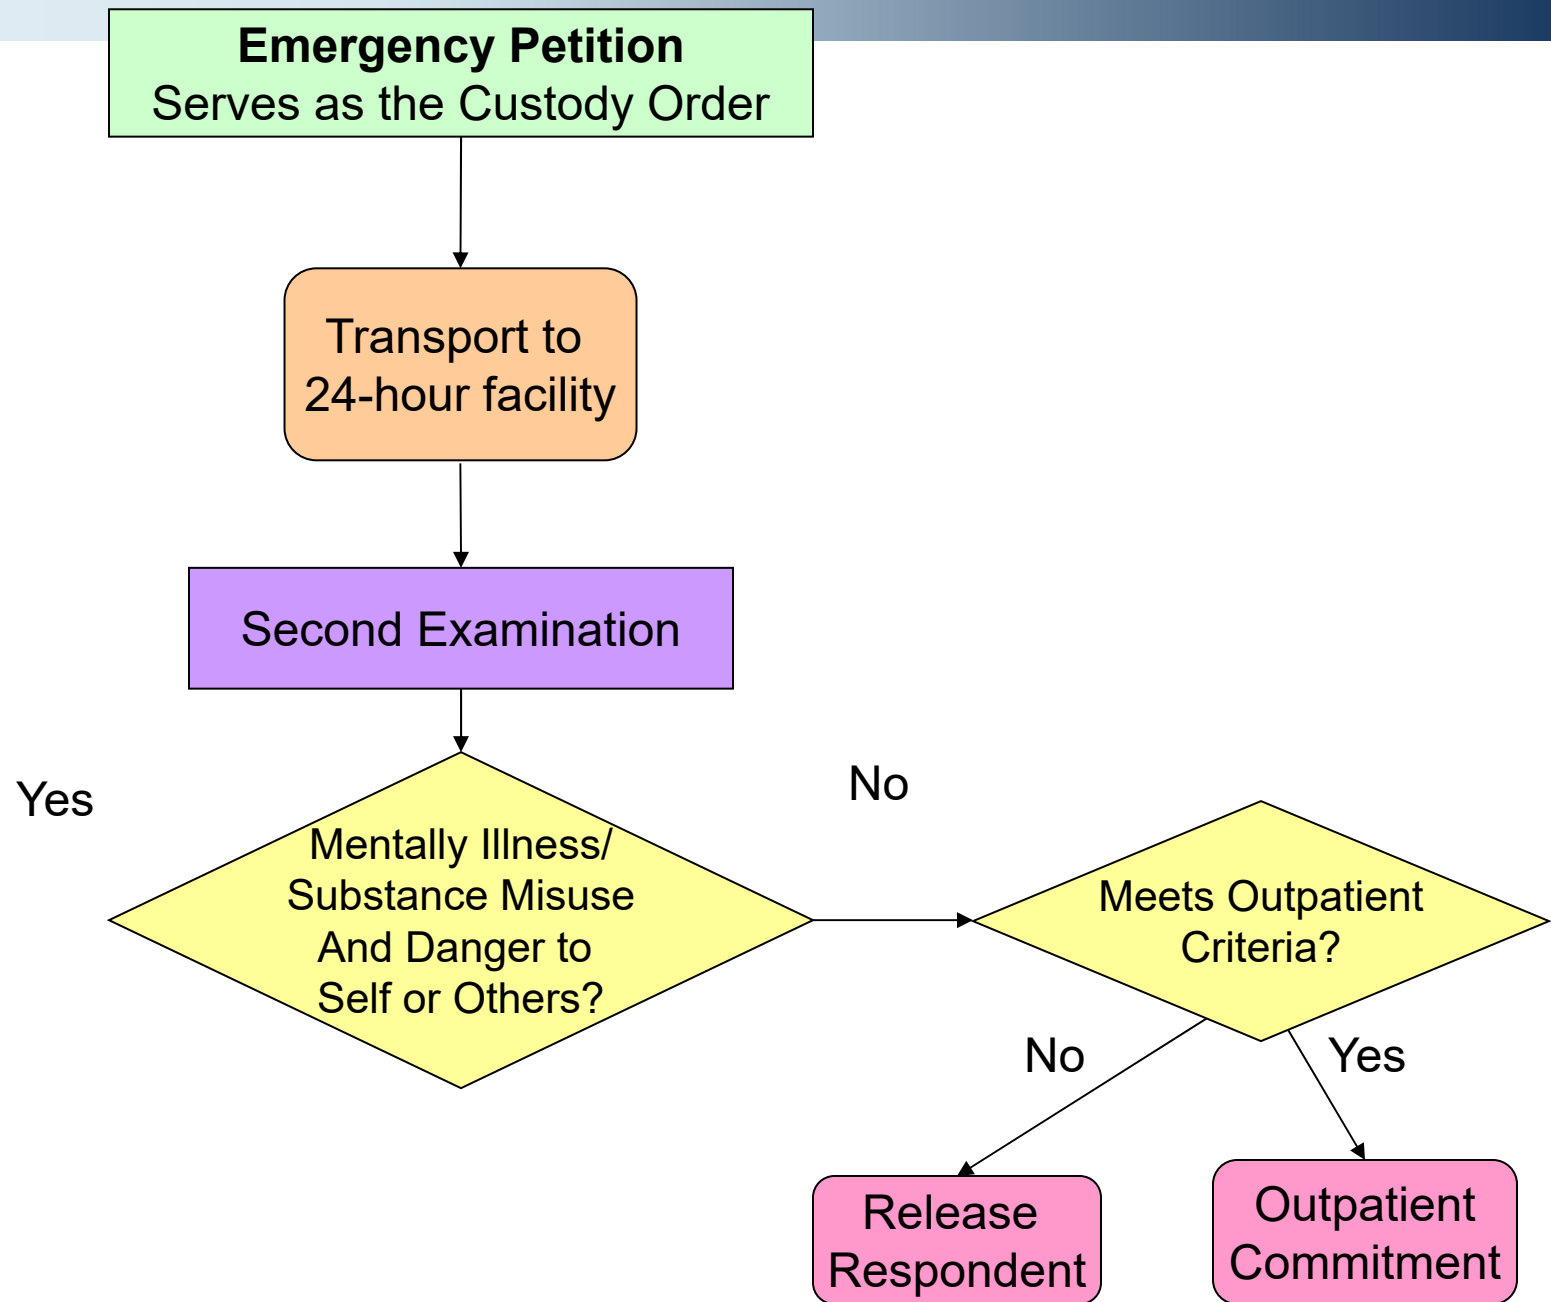 Emergency Petition
Serves as the Custody Order
Transport to
24-hour facility
Second Examination
Yes
No
Mentally Illness/
Substance Misuse
And Danger to
Self or Others?
Meets Outpatient
Criteria?
No
Yes
Release
Respondent
Outpatient
Commitment